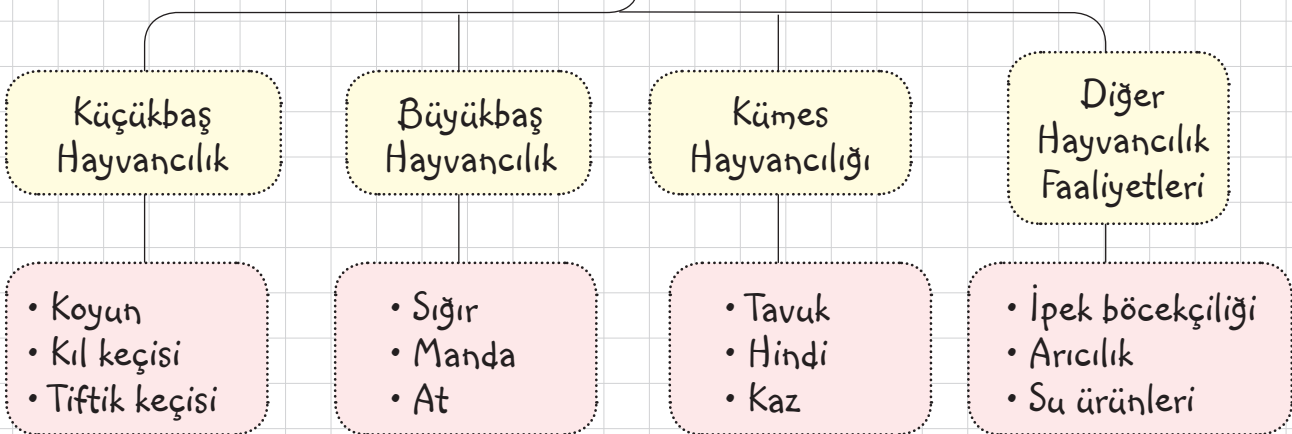 Küçükbaş
Hayvancılık
Büyükbaş
Hayvancılık
Kümes
Hayvancılığı
Diğer
Hayvancılık
Faaliyetleri
• Koyun
• Kıl keçisi
• Tiftik keçisi
• Sığır
• Manda
• At
• Tavuk
• Hindi
• Kaz
• İpek böcekçiliği
• Arıcılık
• Su ürünleri